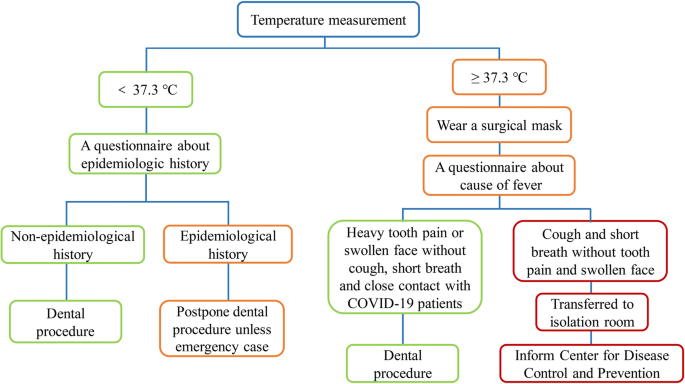 Temperature measurement
< 37.3 ℃
≥ 37.3 ℃
Wear a surgical mask
A questionnaire about
epidemiologic history
A questionnaire about
cause of fever
Non-epidemiological
history
Epidemiological
history
Heavy tooth pain or
swollen face without
cough, short breath
and close contact with
COVID-19 patients
Cough and short
breath without tooth
pain and swollen face
Dental
procedure
Postpone dental
procedure unless
emergency case
Transferred to
isolation room
Dental
procedure
Inform Center for Disease
Control and Prevention